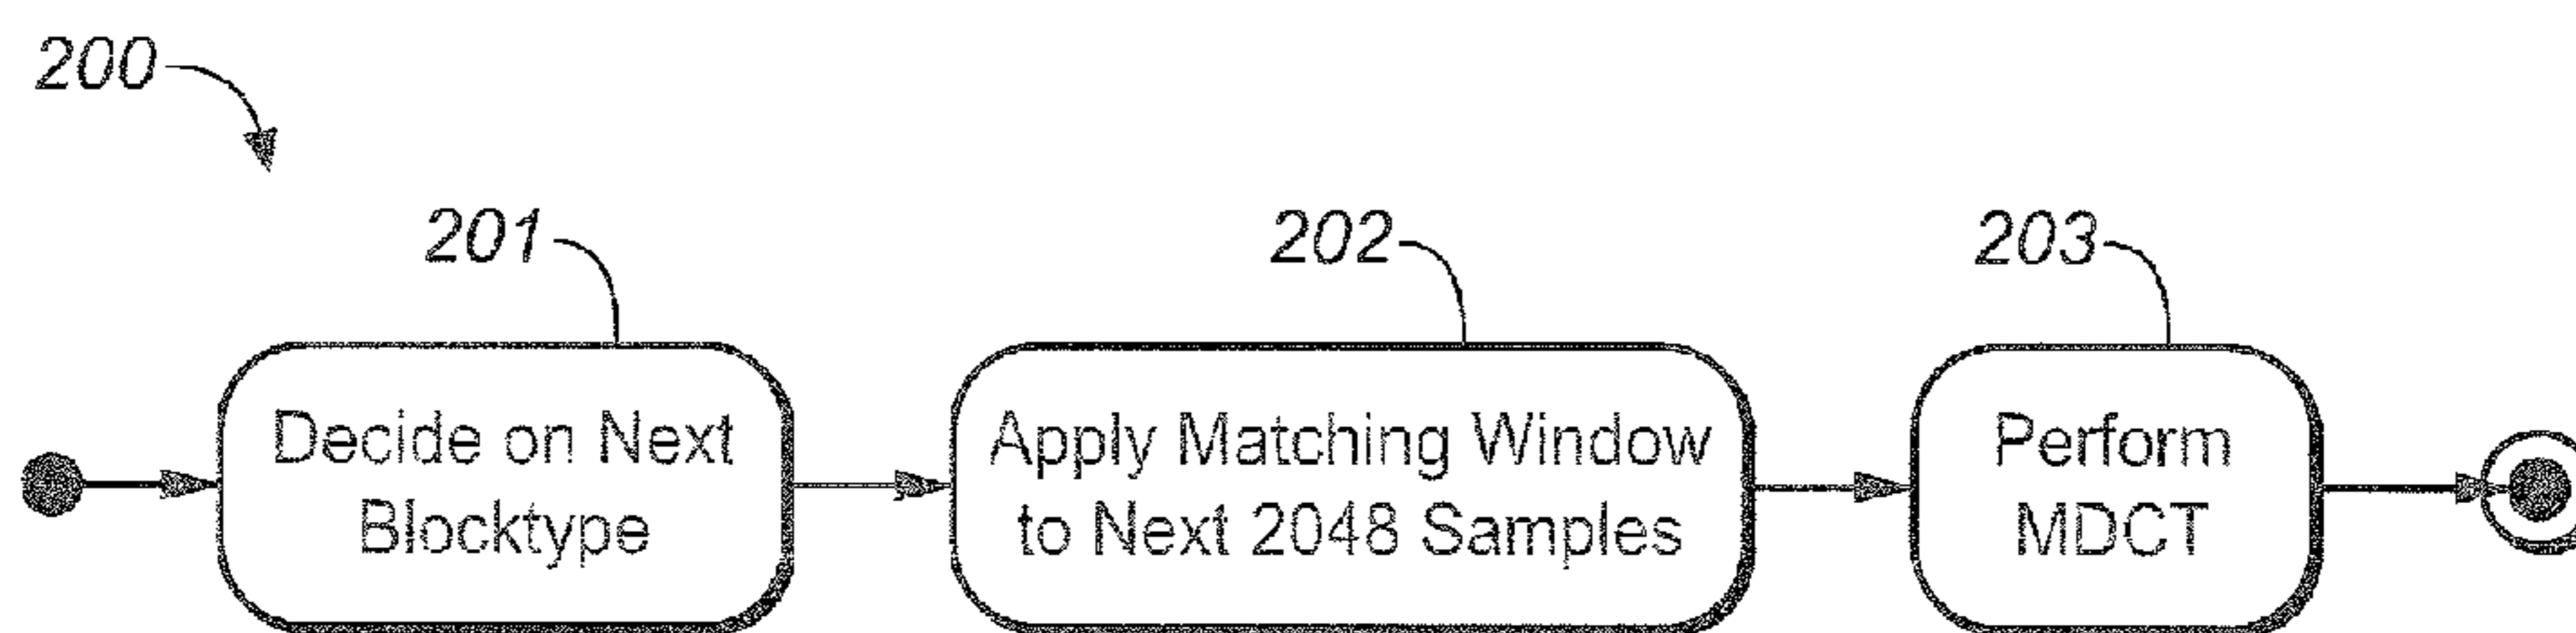 200
201
202
203
Decide on Next
Blocktype
Apply Matching Window
to Next 2048 Samples
Perform
MDCT